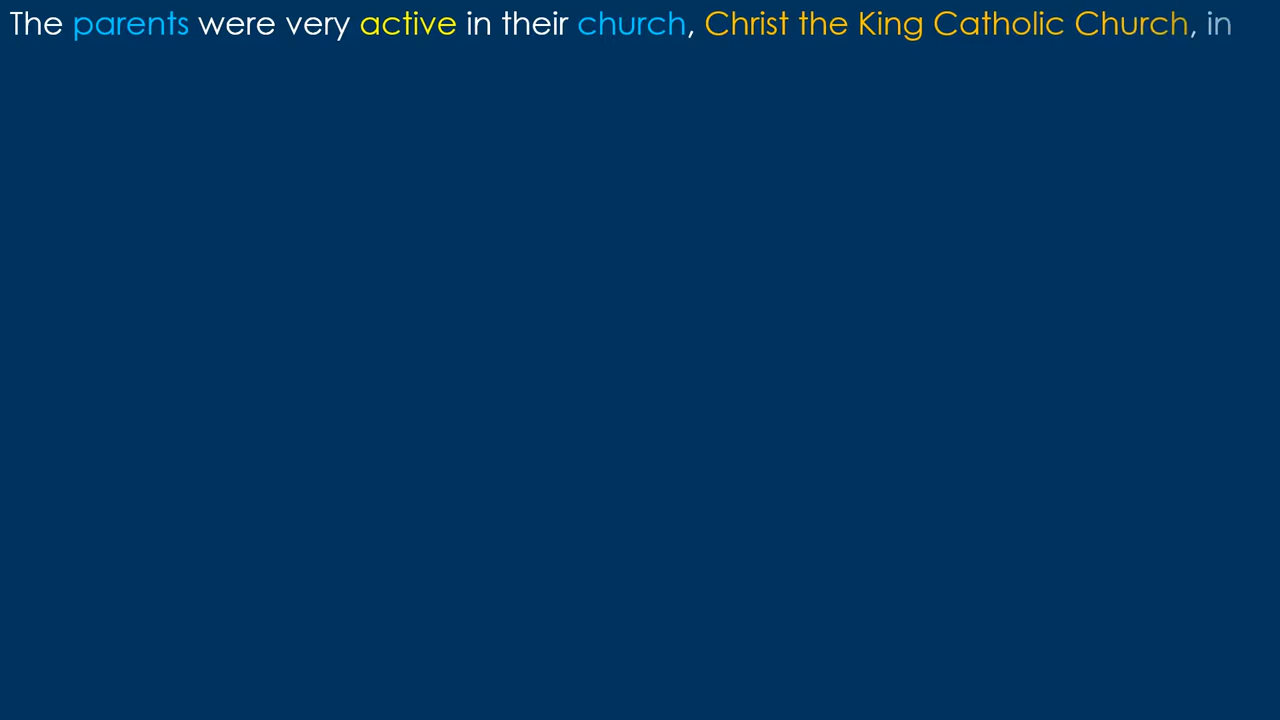 The parents were very active in their church, Christ the King Catholic Church, in